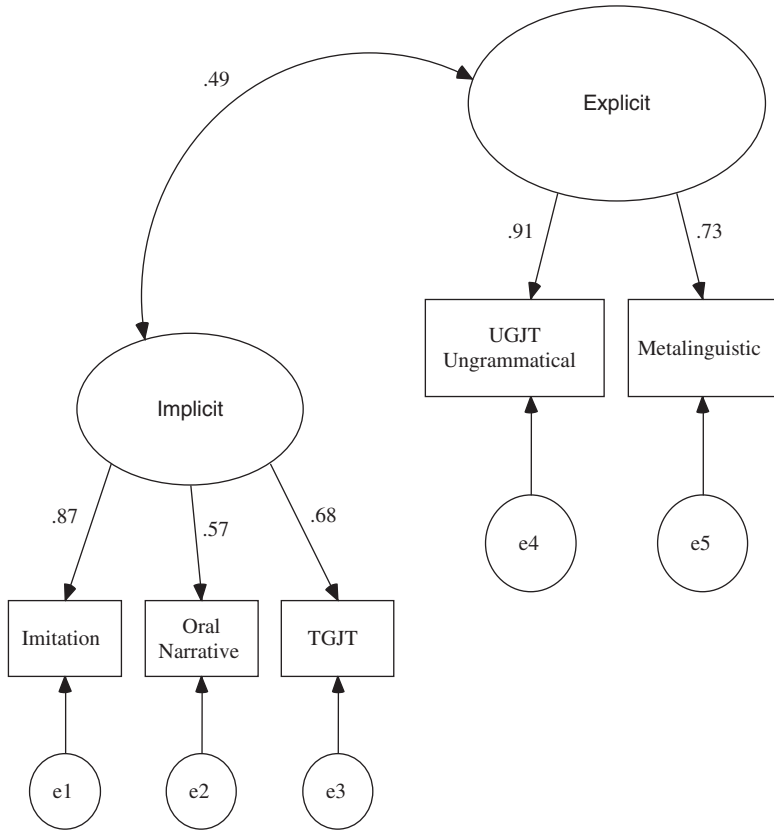 .49
Explicit
.91
.73
UGJT
Ungrammatical
Metalinguistic
Implicit
.87
.57
.68
e4
e5
Imitation
Oral
Narrative
TGJT
e1
e2
e3